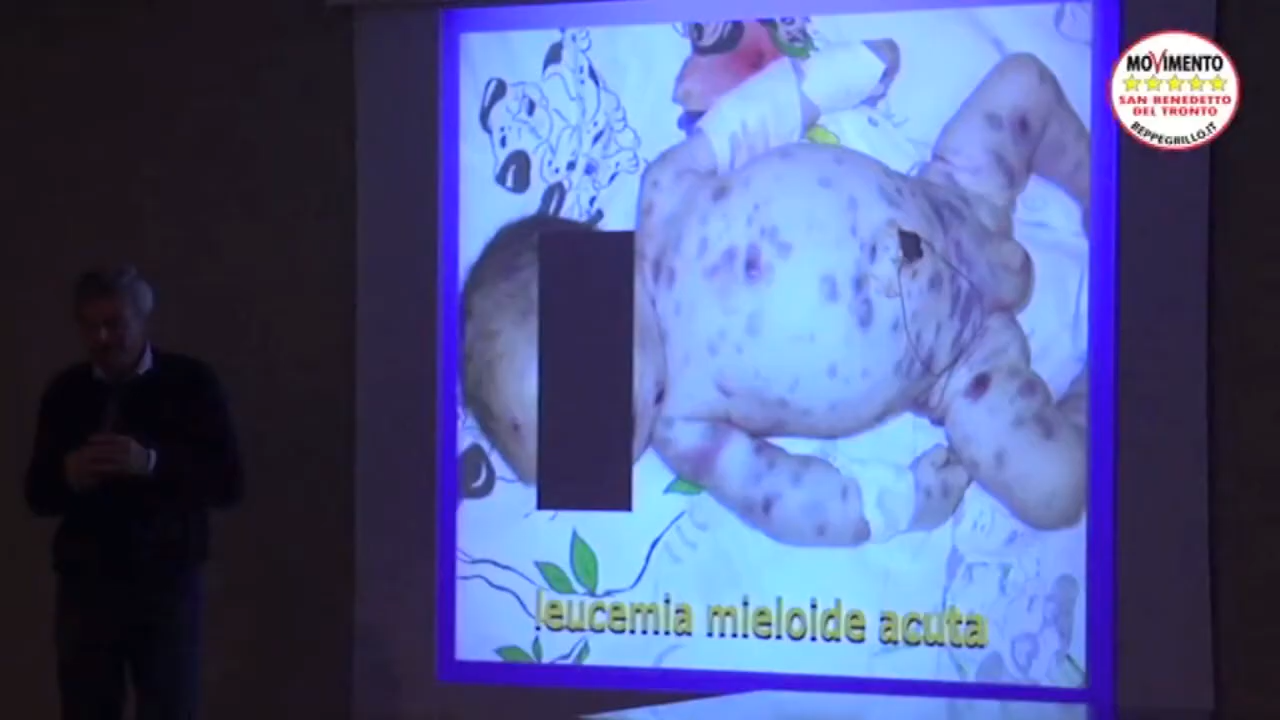 MOVIMENTO
SAN BENEDETTO
DEL TRONTO
BEPPEGRILLO.IT
leucemia mieloide acuta